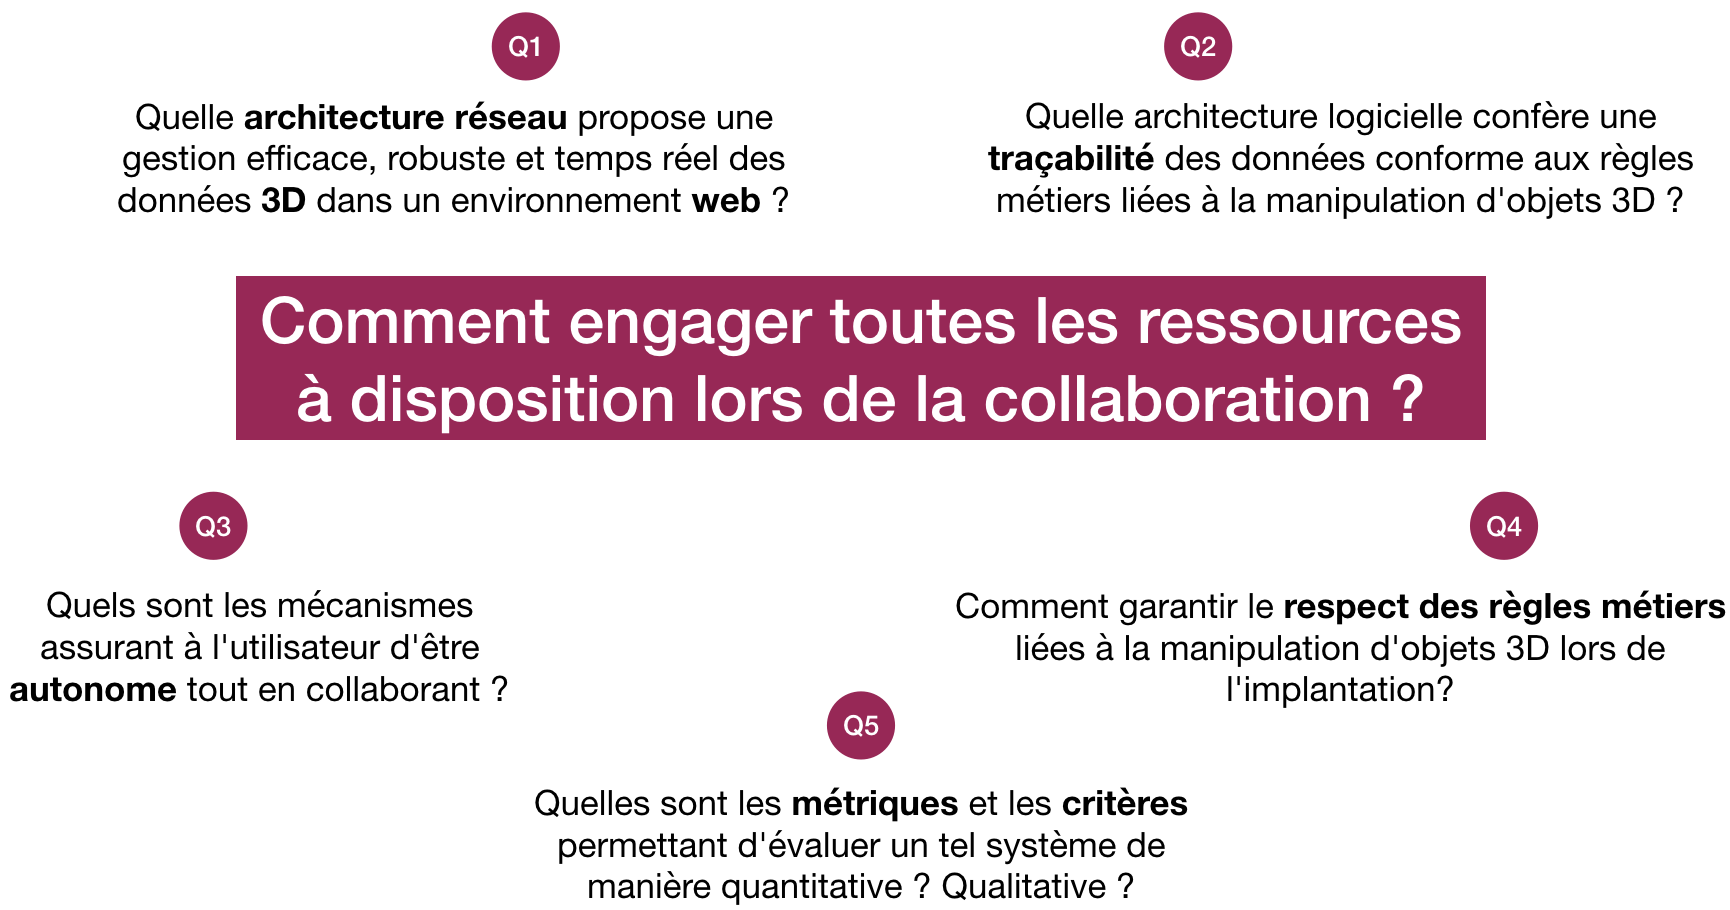 Q1
Quelle architecture réseau propose une
gestion efficace, robuste et temps réel des
données 3D dans un environnement web ?
Q2
Quelle architecture logicielle confère une
traçabilité des données conforme aux règles
métiers liées à la manipulation d'objets 3D ?
Comment engager toutes les ressources
à disposition lors de la collaboration ?
Q3
Quels sont les mécanismes
assurant à l'utilisateur d'être
autonome tout en collaborant ?
Q4
Comment garantir le respect des règles métiers
liées à la manipulation d'objets 3D lors de
l'implantation?
Q5
Quelles sont les métriques et les critères
permettant d'évaluer un tel système de
manière quantitative ? Qualitative ?